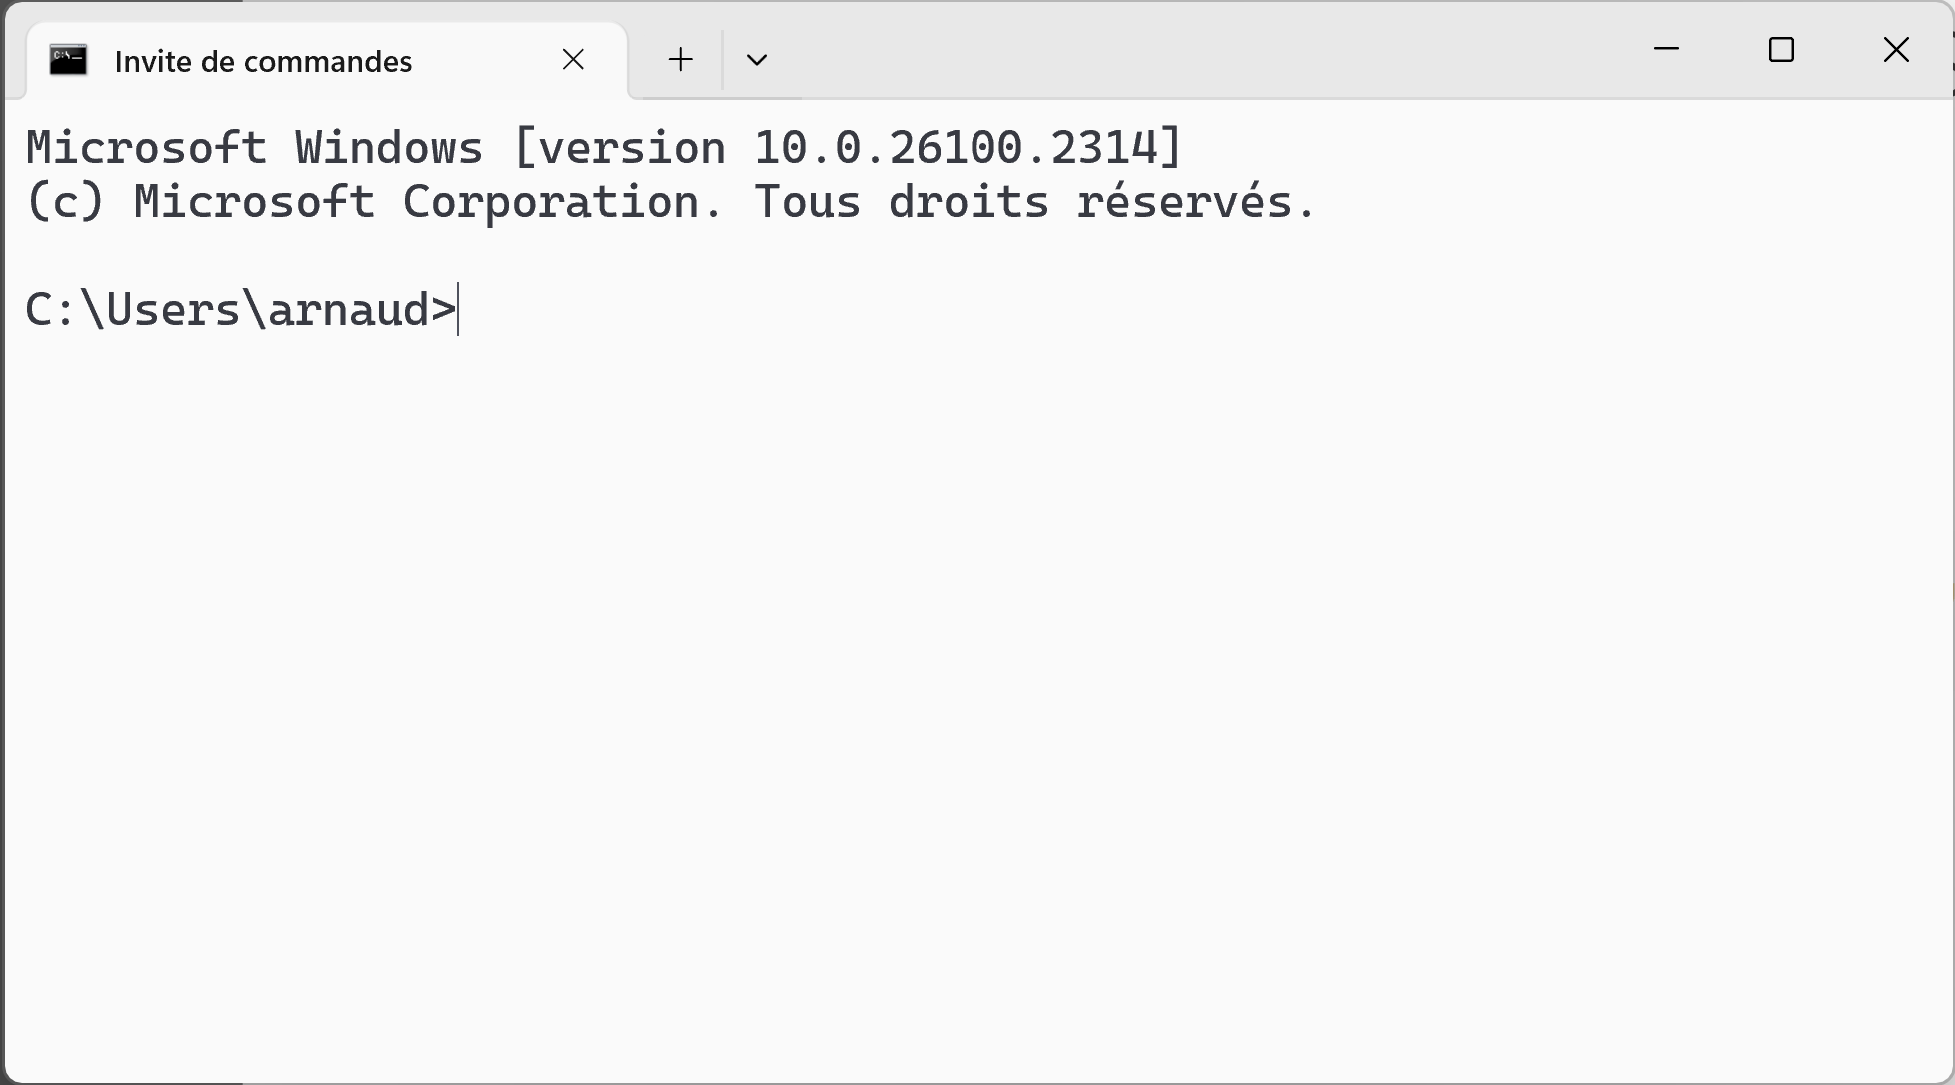 Invite de commandes
Microsoft Windows [version 10.0.26100.2314]
(c) Microsoft Corporation. Tous droits réservés.
C:\Users\arnaud>